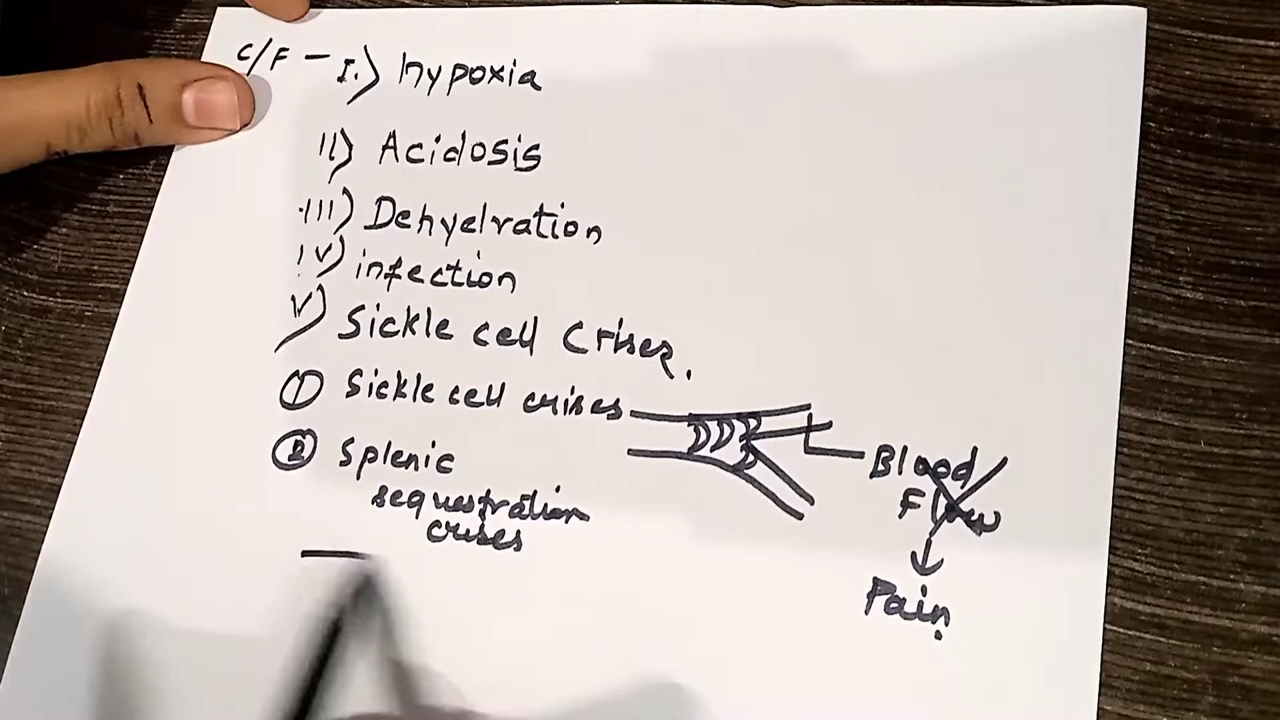 C/F - I.) hypoxia
II) Acidosis
III) Dehyelration
IV) infection
V) Sickle cell Crises.
① Sickle cell crises
② Splenic
sequestration
crises
Blood
Flow
Pain